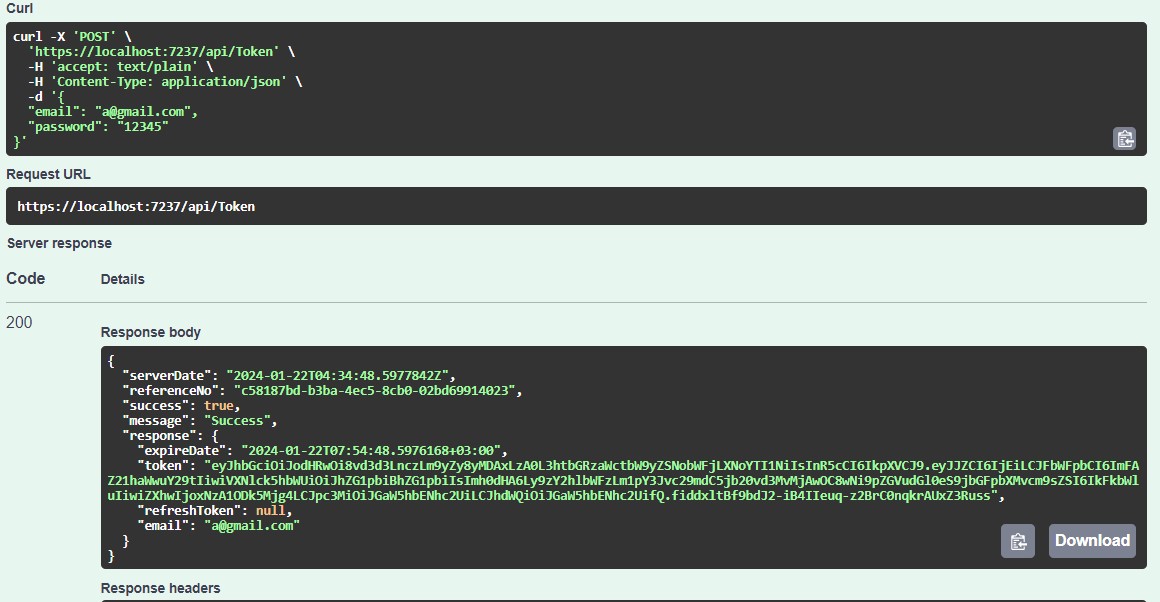 Curl
curl -X 'POST' \
'https://localhost:7237/api/Token' \
-H 'accept: text/plain' \
-H 'Content-Type: application/json' \
-d '{
"email": "a@gmail.com",
"password": "12345"
}'
Request URL
https://localhost:7237/api/Token
Server response
Code Details
200
Response body
{
"serverDate": "2024-01-22T04:34:48.5977842Z",
"referenceNo": "c58187bd-b3ba-4ec5-8cb0-02bd69914023",
"success": true,
"message": "Success",
"response": {
"expireDate": "2024-01-22T07:54:48.5976168+03:00",
"token": "eyJhbGciOiJodHRwOi8vd3d3LnczLm9yZy8yMDAxLzA0L3htbGRzaWctbW9yZSNobWFjLXNoYTI1NiIsInR5cCI6IkpXVCJ9.eyJJZCI6IjEiLCJFbWFpbCI6ImFA
Z21haWwuY29tIiwiVXNlck5hbWUiOiJhZG1pbiBhZG1pbiIsImh0dHA6Ly9zY2hlbWFzLm1pY3Jvc29mdC5jb20vd3MvMjAwOC8wNi9pZGVudGl0eS9jbGFpbXMvcm9sZSI6IkFkbWl
uIiwiZXhwIjoxNzA1ODk5Mjg4LCJpc3MiOiJGaW5hbENhc2UiLCJhdWQiOiJGaW5hbENhc2UifQ.fiddxltBf9bdJ2-iB4IIeuq-z2BrC0nqkrAUxZ3Russ",
"refreshToken": null,
"email": "a@gmail.com"
}
}
Download
Response headers